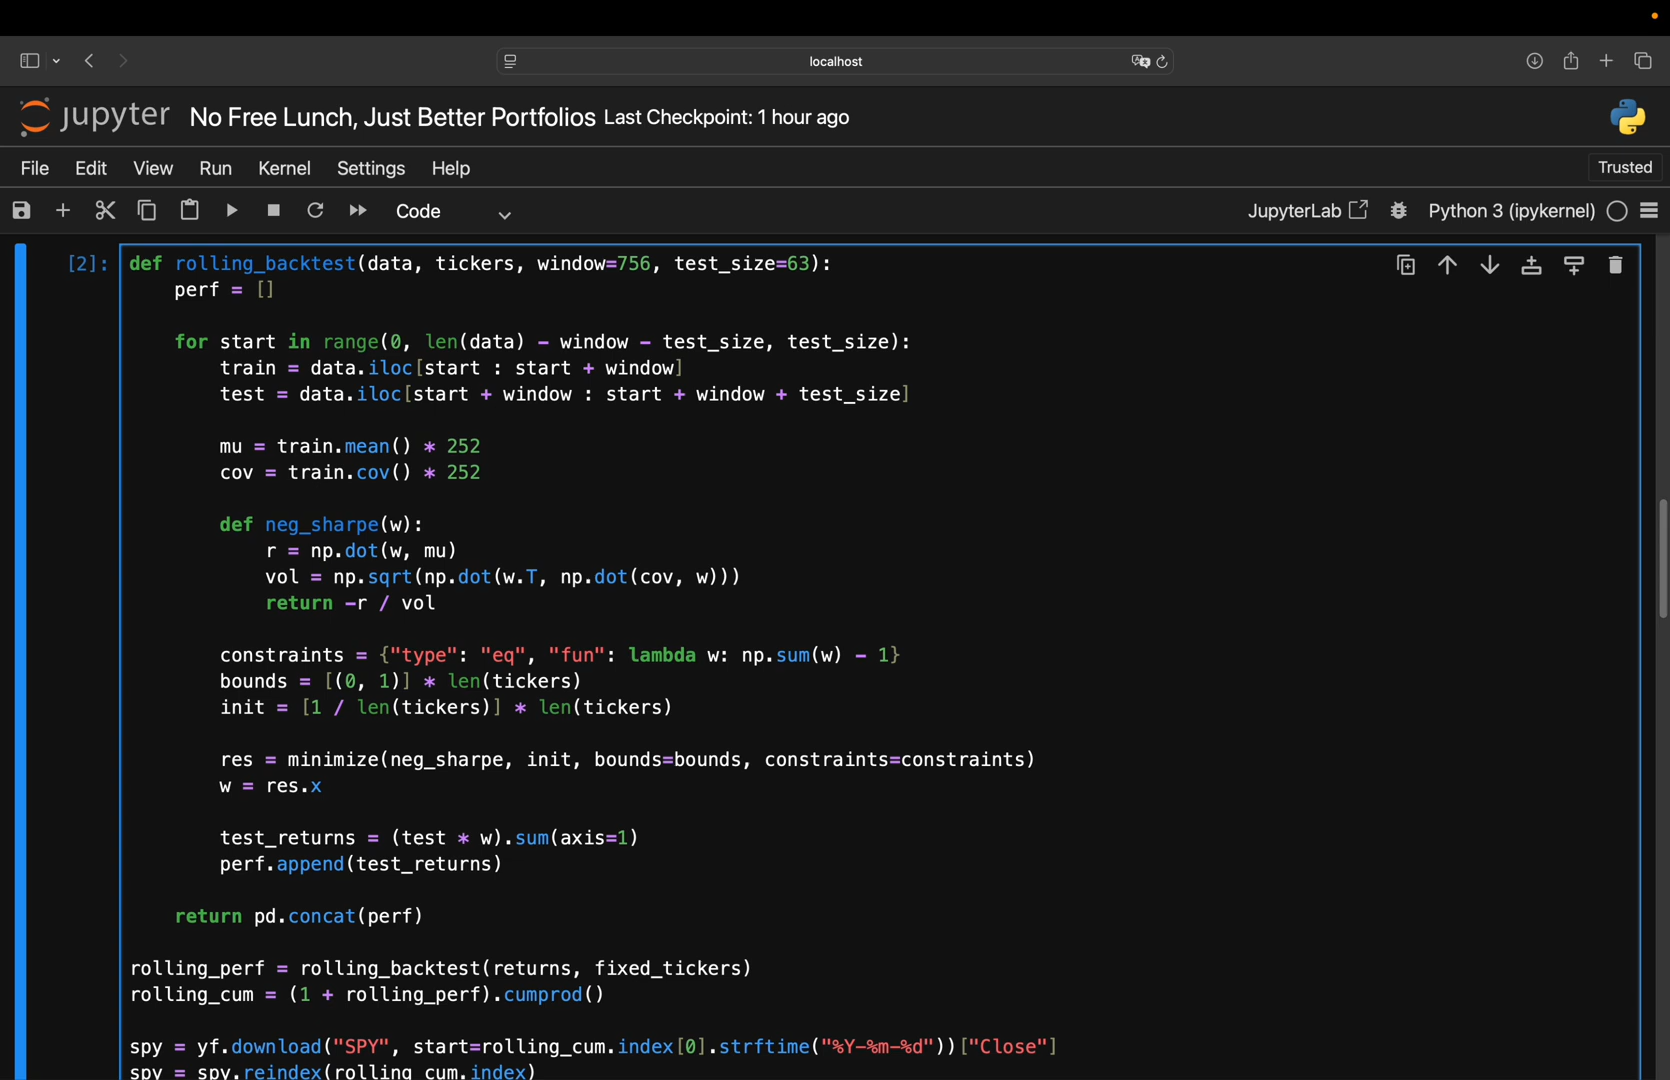 localhost
jupyter No Free Lunch, Just Better Portfolios Last Checkpoint: 1 hour ago
File Edit View Run Kernel Settings Help Trusted
Code JupyterLab Python 3 (ipykernel)
[2]: def rolling_backtest(data, tickers, window=756, test_size=63):
    perf = []
    for start in range(0, len(data) - window - test_size, test_size):
        train = data.iloc[start : start + window]
        test = data.iloc[start + window : start + window + test_size]
        mu = train.mean() * 252
        cov = train.cov() * 252
        def neg_sharpe(w):
            r = np.dot(w, mu)
            vol = np.sqrt(np.dot(w.T, np.dot(cov, w)))
            return -r / vol
        constraints = {"type": "eq", "fun": lambda w: np.sum(w) - 1}
        bounds = [(0, 1)] * len(tickers)
        init = [1 / len(tickers)] * len(tickers)
        res = minimize(neg_sharpe, init, bounds=bounds, constraints=constraints)
        w = res.x
        test_returns = (test * w).sum(axis=1)
        perf.append(test_returns)
    return pd.concat(perf)
rolling_perf = rolling_backtest(returns, fixed_tickers)
rolling_cum = (1 + rolling_perf).cumprod()
spy = yf.download("SPY", start=rolling_cum.index[0].strftime("%Y-%m-%d"))["Close"]
spy = spy.reindex(rolling_cum.index)